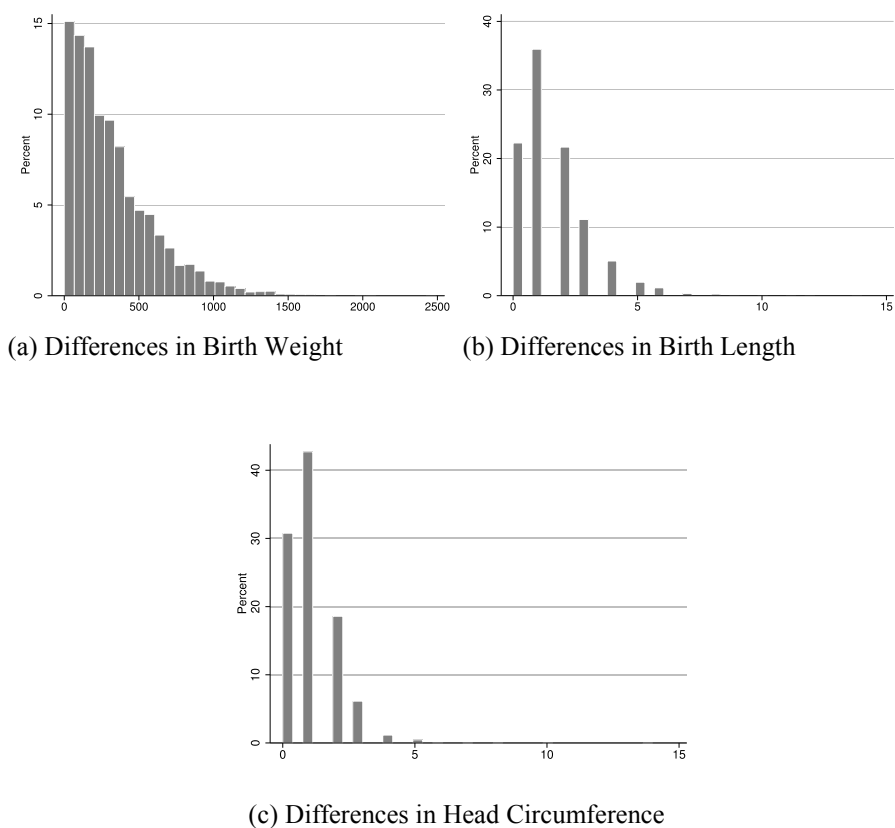 15
10
5
0
Percent
0 500 1000 1500 2000 2500
(a) Differences in Birth Weight
40
30
20
10
0
Percent
0 5 10 15
(b) Differences in Birth Length
40
30
20
10
0
Percent
0 5 10 15
(c) Differences in Head Circumference